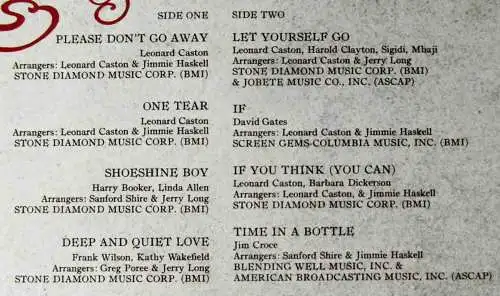 SIDE ONE
PLEASE DON'T GO AWAY
Leonard Caston
Arrangers: Leonard Caston & Jimmie Haskell
STONE DIAMOND MUSIC CORP. (BMI)
ONE TEAR
Leonard Caston
Arrangers: Leonard Caston & Jimmie Haskell
STONE DIAMOND MUSIC CORP. (BMI)
SHOESHINE BOY
Harry Booker, Linda Allen
Arrangers: Sanford Shire & Jerry Long
STONE DIAMOND MUSIC CORP. (BMI)
DEEP AND QUIET LOVE
Frank Wilson, Kathy Wakefield
Arrangers: Greg Poree & Jerry Long
STONE DIAMOND MUSIC CORP. (BMI)
SIDE TWO
LET YOURSELF GO
Leonard Caston, Harold Clayton, Sigidi, Mbaji
Arrangers: Leonard Caston & Jerry Long
STONE DIAMOND MUSIC CORP. (BMI)
& JOBETE MUSIC CO., INC. (ASCAP)
IF
David Gates
Arrangers: Leonard Caston & Jimmie Haskell
SCREEN GEMS-COLUMBIA MUSIC, INC. (BMI)
IF YOU THINK (YOU CAN)
Leonard Caston, Barbara Dickerson
Arrangers: Leonard Caston, & Jimmie Haskell
STONE DIAMOND MUSIC CORP. (BMI)
TIME IN A BOTTLE
Jim Croce
Arrangers: Sanford Shire & Jimmie Haskell
BLENDING WELL MUSIC, INC. &
AMERICAN BROADCASTING MUSIC, INC. (ASCAP)